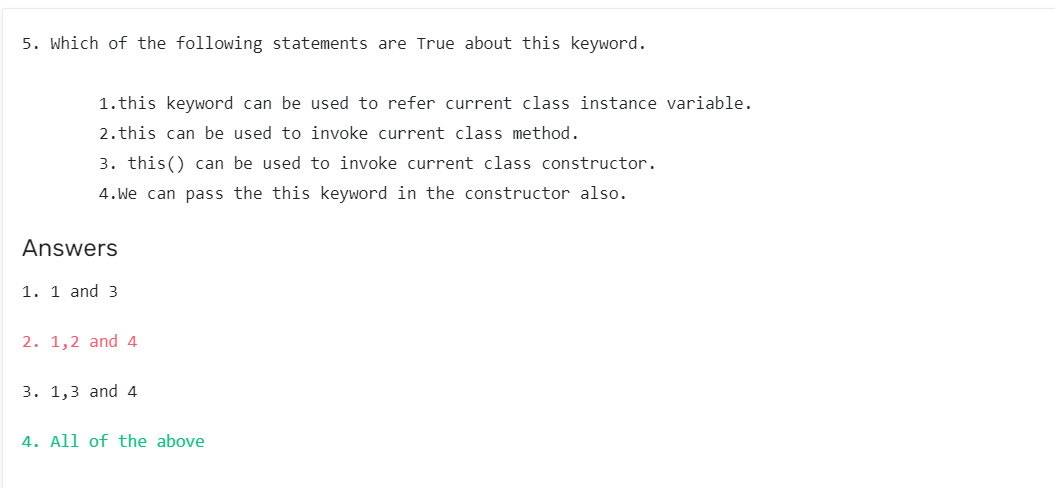 5. Which of the following statements are True about this keyword.
1.this keyword can be used to refer current class instance variable.
2.this can be used to invoke current class method.
3. this() can be used to invoke current class constructor.
4.We can pass the this keyword in the constructor also.
Answers
1. 1 and 3
2. 1,2 and 4
3. 1,3 and 4
4. All of the above